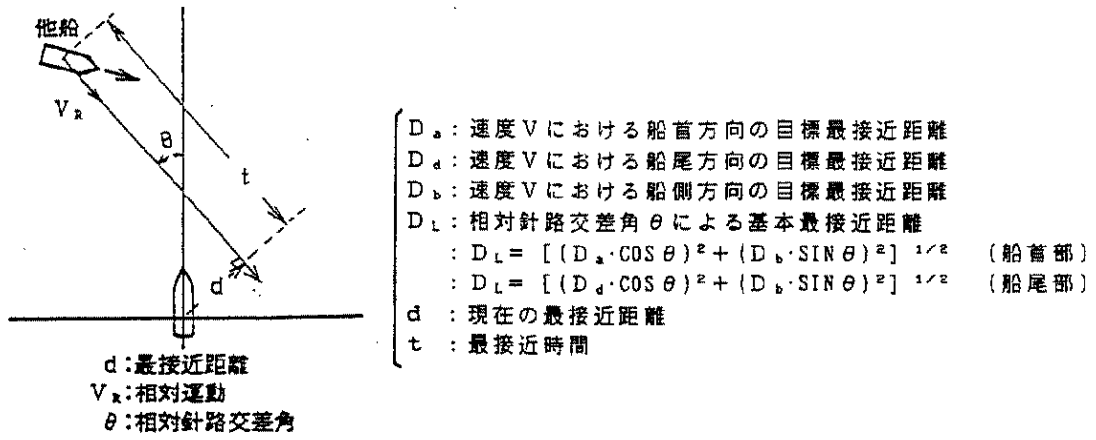 他船
V_R
θ
t
d
d:最接近距離
V_R:相対運動
θ:相対針路交差角
D_a:速度Vにおける船首方向の目標最接近距離
D_d:速度Vにおける船尾方向の目標最接近距離
D_b:速度Vにおける船側方向の目標最接近距離
D_L:相対針路交差角θによる基本最接近距離
:D_L=[(D_a·COSθ)²+(D_b·SINθ)²]^1/2 (船首部)
:D_L=[(D_d·COSθ)²+(D_b·SINθ)²]^1/2 (船尾部)
d :現在の最接近距離
t :最接近時間